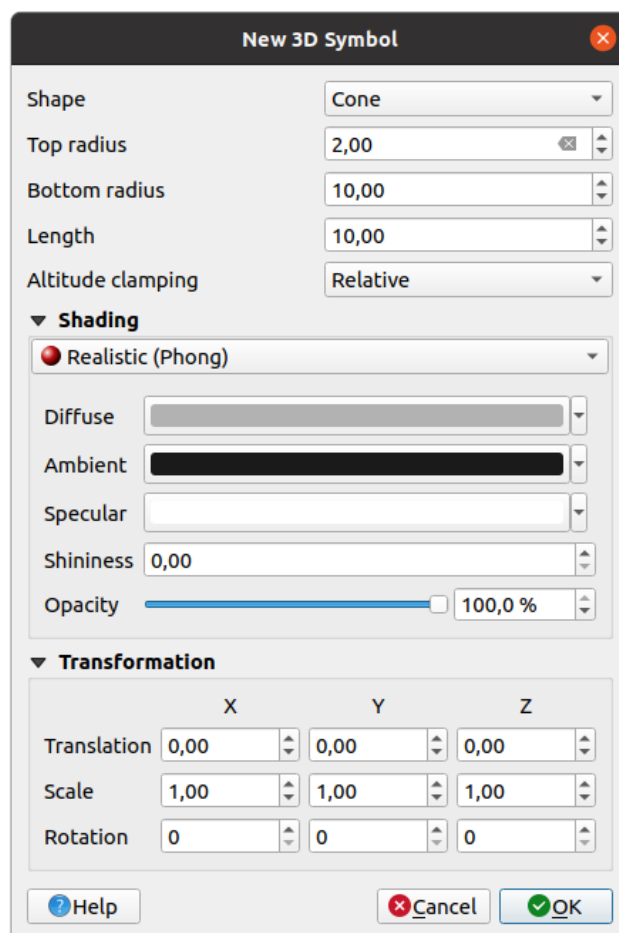 New 3D Symbol
Shape Cone
Top radius 2,00
Bottom radius 10,00
Length 10,00
Altitude clamping Relative
Shading
Realistic (Phong)
Diffuse
Ambient
Specular
Shininess 0,00
Opacity 100,0 %
Transformation
X Y Z
Translation 0,00 0,00 0,00
Scale 1,00 1,00 1,00
Rotation 0 0 0
Help Cancel OK